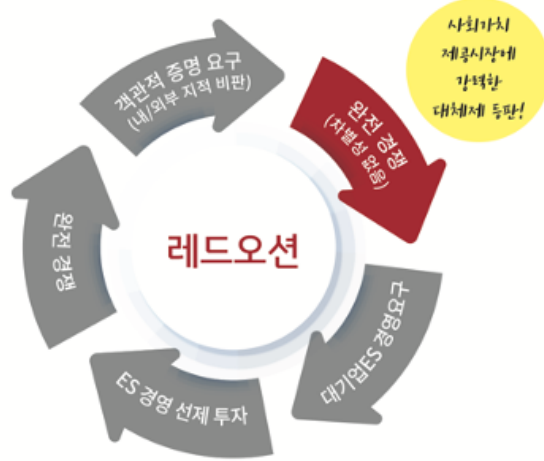 사회가치
제공시장에
강력한
대체제 등판!
객관적 증명 요구
(내/외부 지적 비판)
완전 경쟁
(차별성 없음)
대기업ES 경영요구
ES 경영 선제 투자
완전 경쟁
레드오션